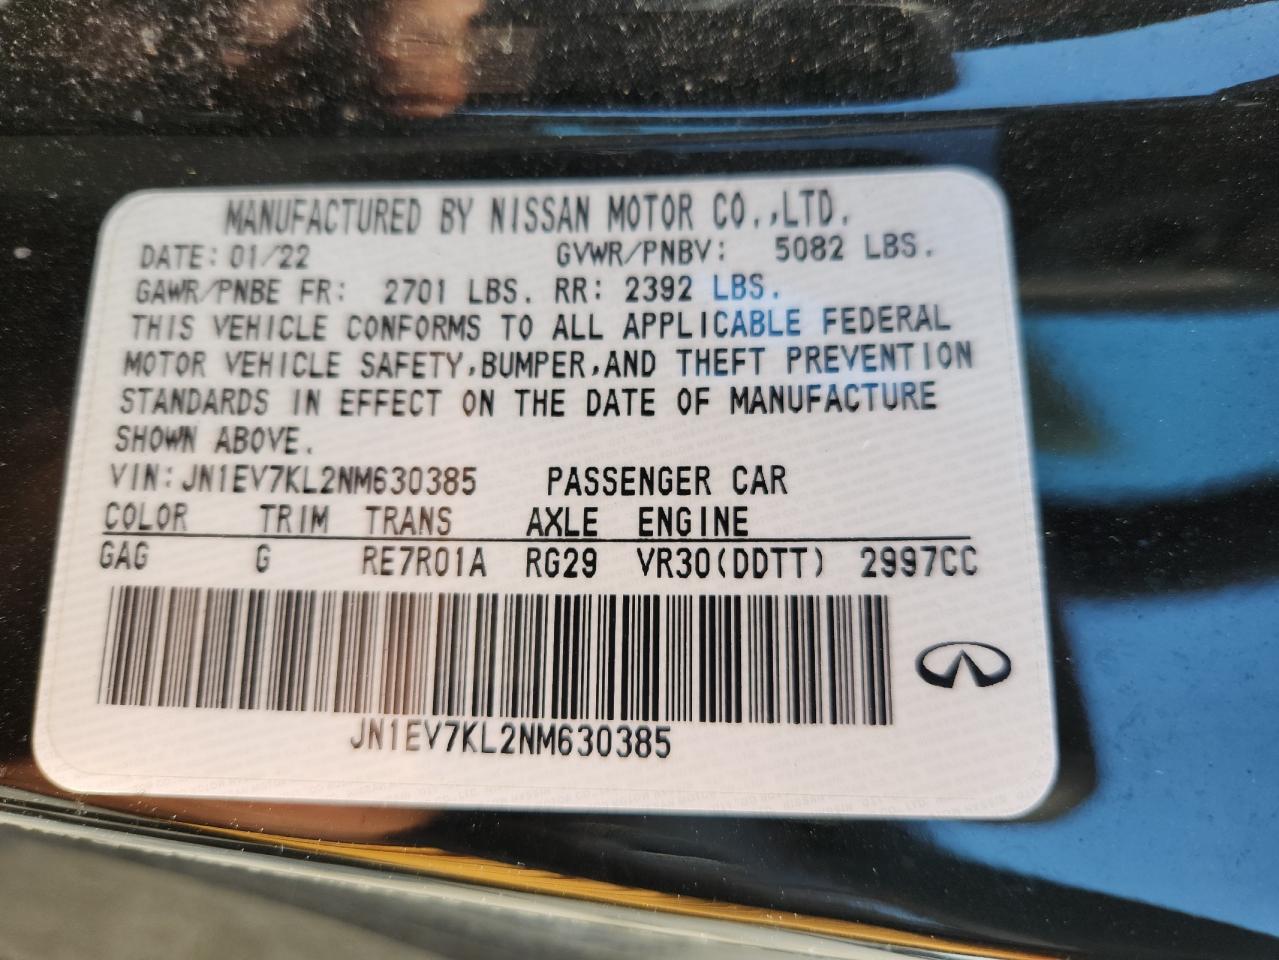 MANUFACTURED BY NISSAN MOTOR CO.,LTD.
DATE: 01/22 GVWR/PNBV: 5082 LBS.
GAWR/PNBE FR: 2701 LBS. RR: 2392 LBS.
THIS VEHICLE CONFORMS TO ALL APPLICABLE FEDERAL
MOTOR VEHICLE SAFETY,BUMPER,AND THEFT PREVENTION
STANDARDS IN EFFECT ON THE DATE OF MANUFACTURE
SHOWN ABOVE.
VIN:JN1EV7KL2NM630385 PASSENGER CAR
COLOR TRIM TRANS AXLE ENGINE
GAG G RE7R01A RG29 VR30(DDTT) 2997CC
JN1EV7KL2NM630385